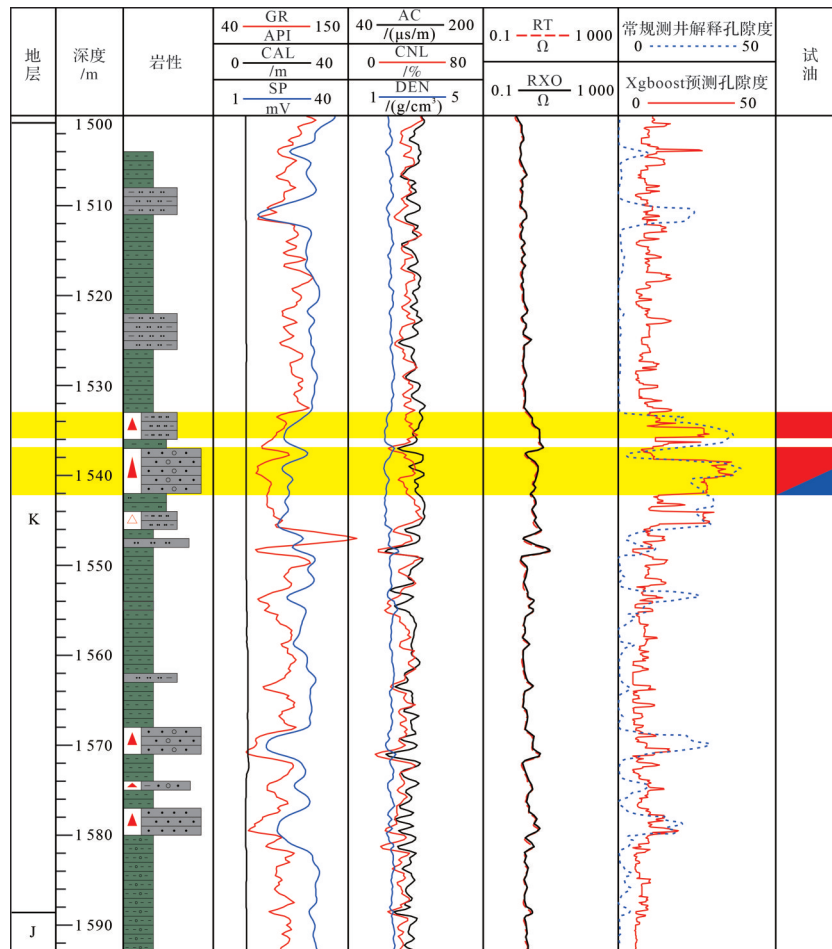 地层
深度
/m
岩性
GR
40 150
API
CAL
0 40
/m
SP
1 40
mV
AC
40 200
/(μs/m)
CNL
0 80
/%
DEN
1 5
/(g/cm³)
RT
0.1 1 000
Ω
RXO
0.1 1 000
Ω
常规测井解释孔隙度
0 50
Xgboost预测孔隙度
0 50
试油
1 500
1 510
1 520
1 530
1 540
K
1 550
1 560
1 570
1 580
1 590
J